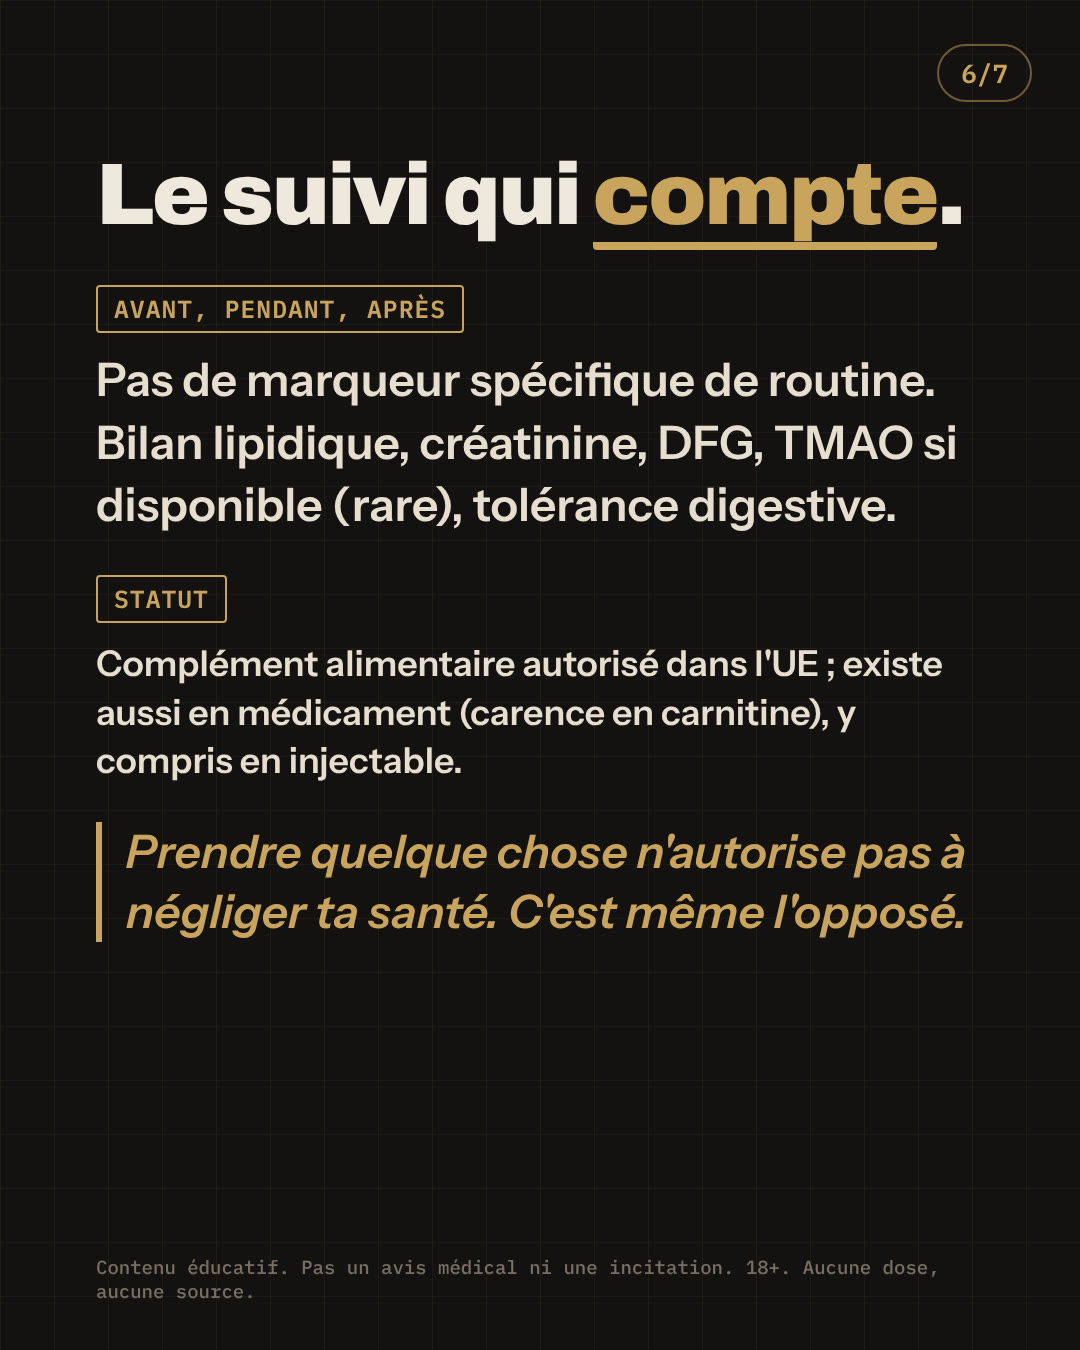 6/7
Le suivi qui compte.
AVANT, PENDANT, APRÈS
Pas de marqueur spécifique de routine.
Bilan lipidique, créatinine, DFG, TMAO si
disponible (rare), tolérance digestive.
STATUT
Complément alimentaire autorisé dans l'UE ; existe
aussi en médicament (carence en carnitine), y
compris en injectable.
Prendre quelque chose n'autorise pas à
négliger ta santé. C'est même l'opposé.
Contenu éducatif. Pas un avis médical ni une incitation. 18+. Aucune dose,
aucune source.